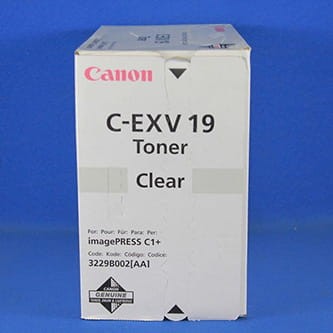 Canon
C-EXV 19
Toner
Clear
For: Pour: Für: Para: Per:
imagePRESS C1+
Code: Kode: Código: Codice:
3229B002[AA]
Canon
GENUINE